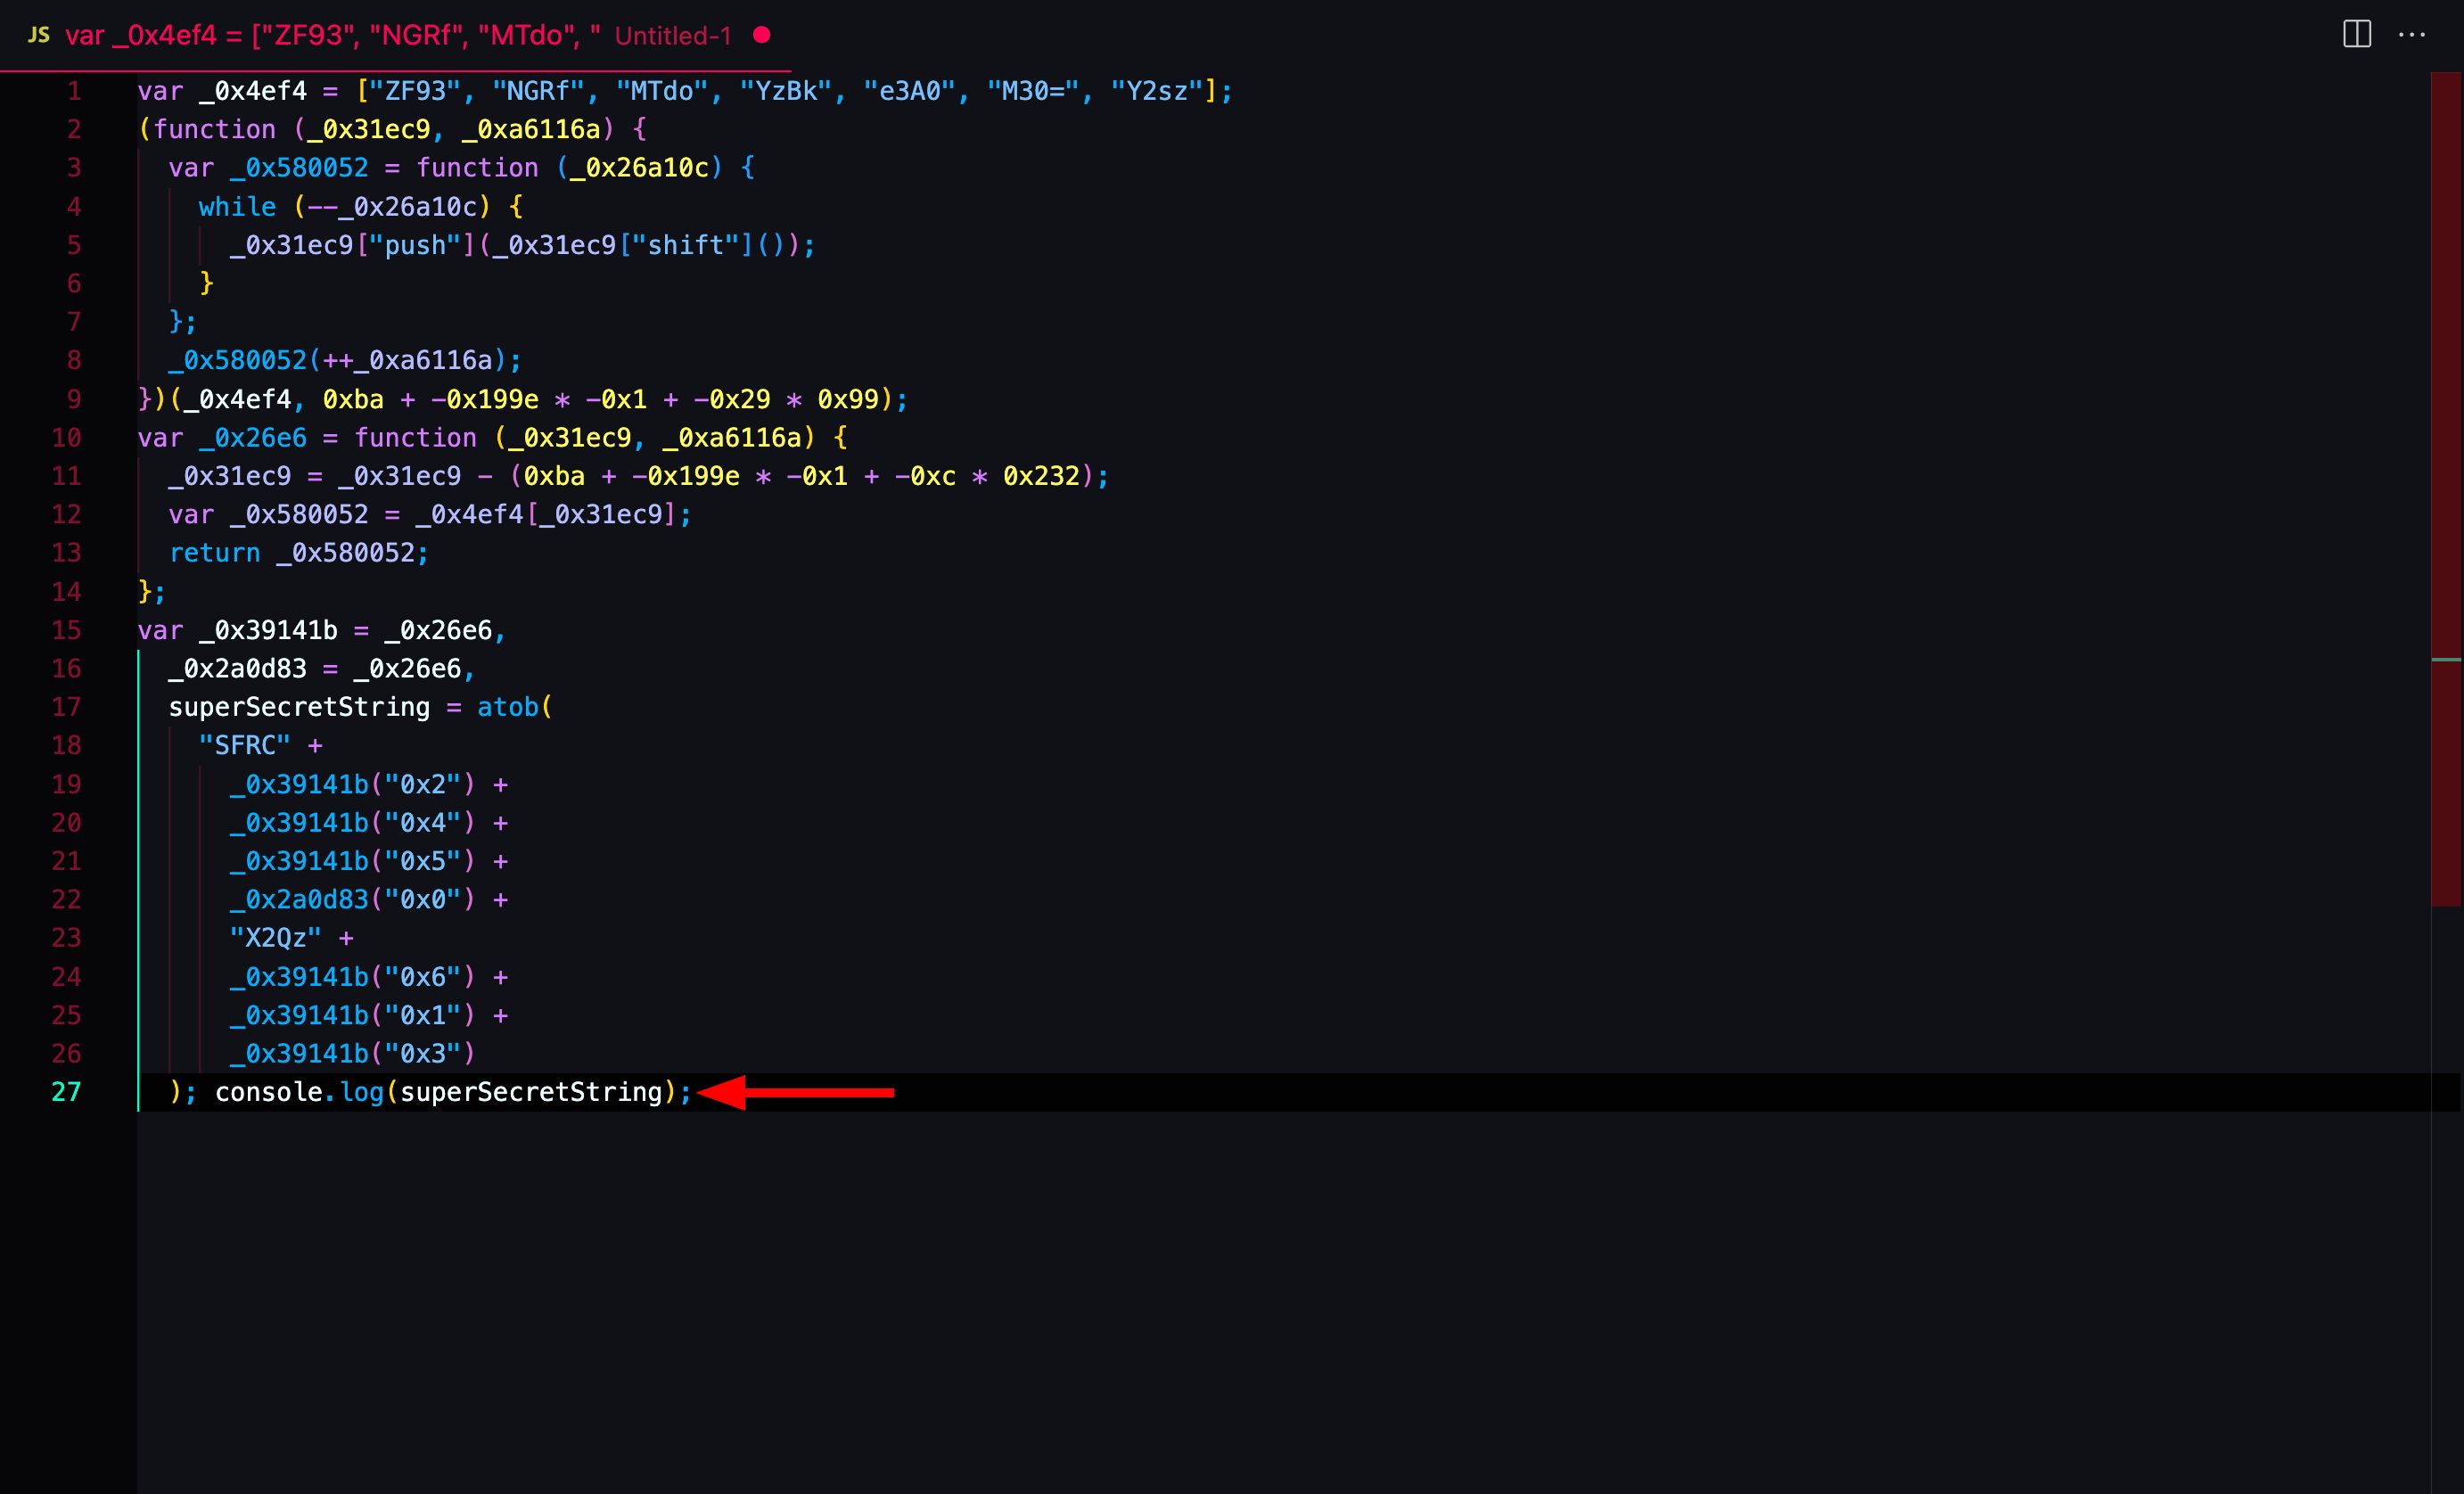 JS var _0x4ef4 = ["ZF93", "NGRf", "MTdo", " Untitled-1
1 var _0x4ef4 = ["ZF93", "NGRf", "MTdo", "YzBk", "e3A0", "M30=", "Y2sz"];
2 (function (_0x31ec9, _0xa6116a) {
3 var _0x580052 = function (_0x26a10c) {
4 while (--_0x26a10c) {
5 _0x31ec9["push"](_0x31ec9["shift"]());
6 }
7 };
8 _0x580052(++_0xa6116a);
9 })(_0x4ef4, 0xba + -0x199e * -0x1 + -0x29 * 0x99);
10 var _0x26e6 = function (_0x31ec9, _0xa6116a) {
11 _0x31ec9 = _0x31ec9 - (0xba + -0x199e * -0x1 + -0xc * 0x232);
12 var _0x580052 = _0x4ef4[_0x31ec9];
13 return _0x580052;
14 };
15 var _0x39141b = _0x26e6,
16 _0x2a0d83 = _0x26e6,
17 superSecretString = atob(
18 "SFRC" +
19 _0x39141b("0x2") +
20 _0x39141b("0x4") +
21 _0x39141b("0x5") +
22 _0x2a0d83("0x0") +
23 "X2Qz" +
24 _0x39141b("0x6") +
25 _0x39141b("0x1") +
26 _0x39141b("0x3")
27 ); console.log(superSecretString);